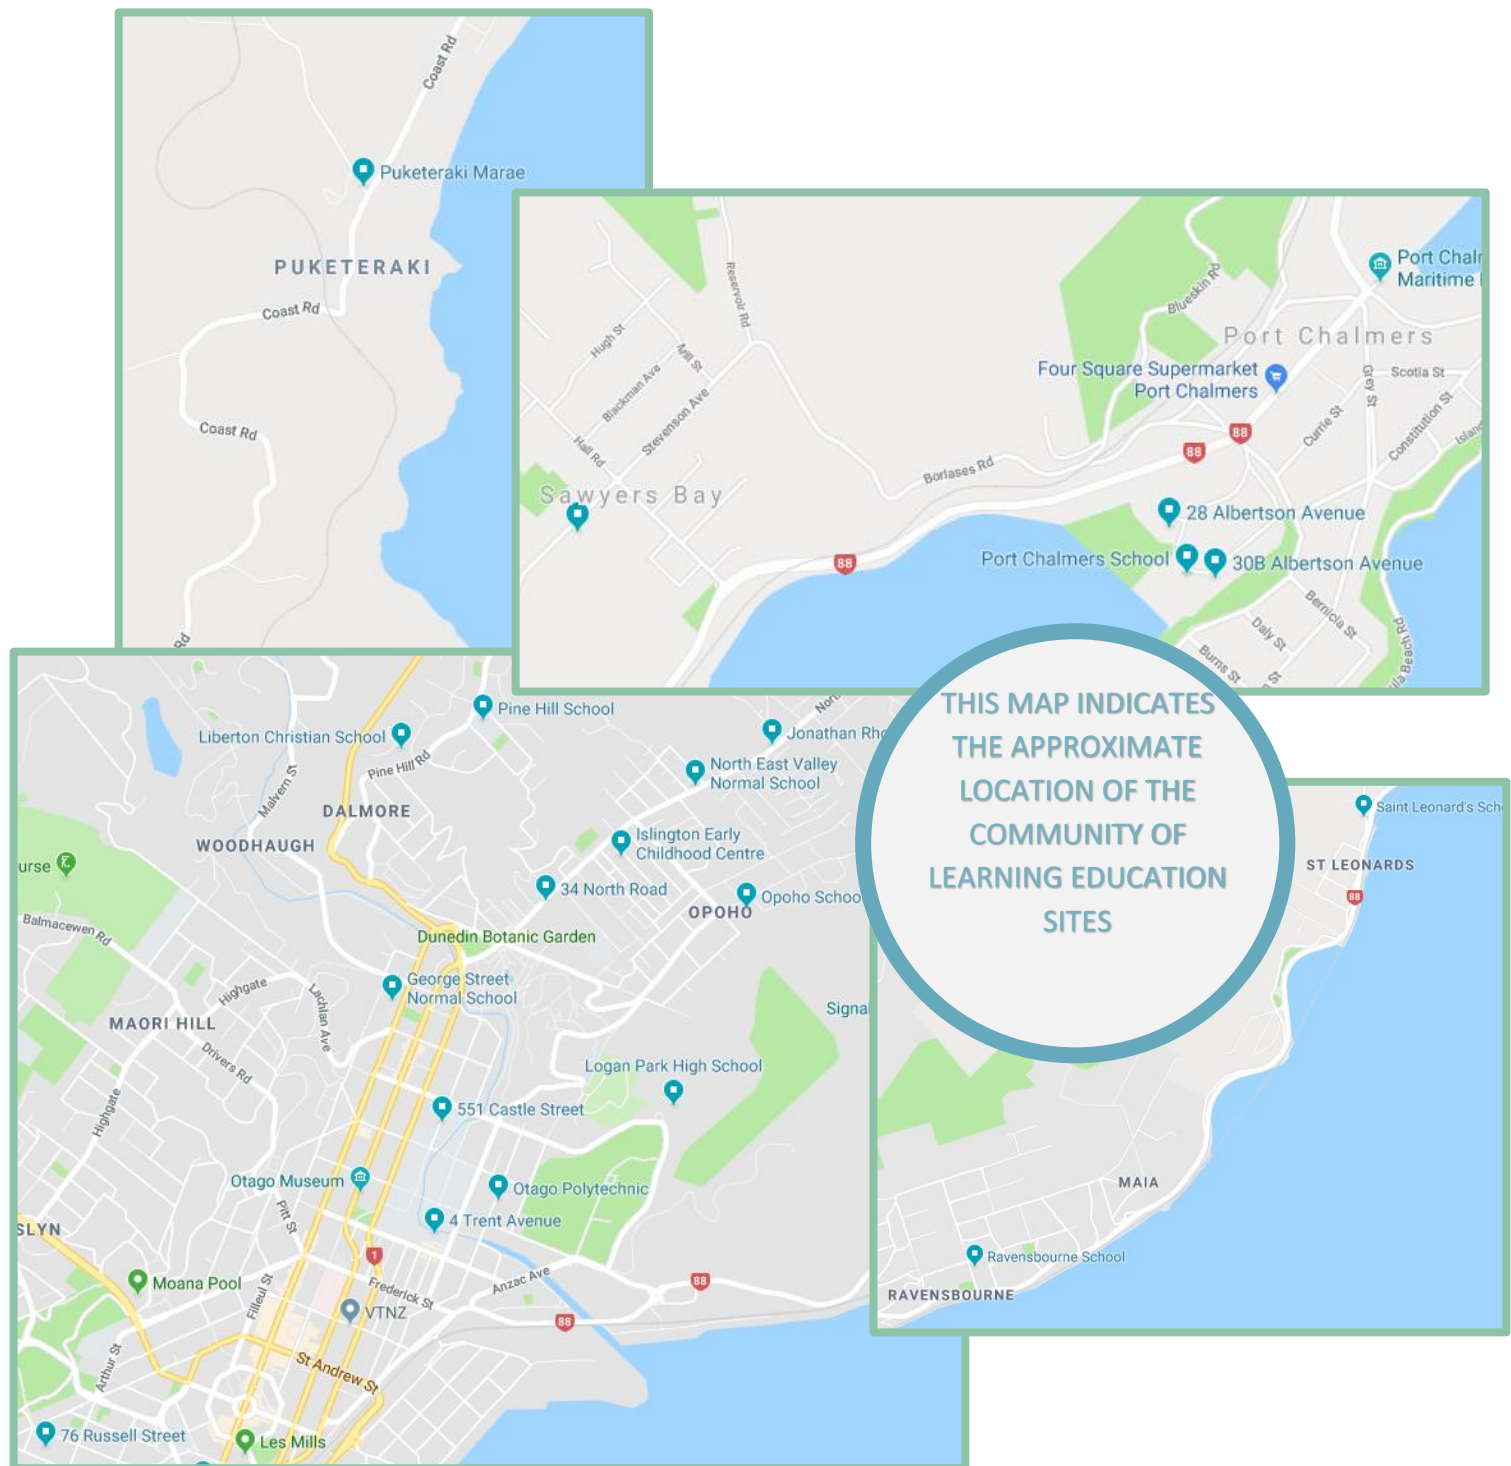 Coast Rd
Puketeraki Marae
PUKETERAKI
Coast Rd
Coast Rd
Rd
Port Chalm
Maritime
Blueskin Rd
Reservoir Rd
Port Chalmers
Hugh St
Mill St
Four Square Supermarket
Port Chalmers
Grey St
Scotia St
Blackman Ave
Stevenson Ave
Currie St
Constitution St
Island
88
88
Hall Rd
Borlases Rd
Sawyers Bay
28 Albertson Avenue
88
Port Chalmers School
30B Albertson Avenue
Bernicia St
Daly St
Burns St
St
ula Beach Rd
THIS MAP INDICATES
THE APPROXIMATE
LOCATION OF THE
COMMUNITY OF
LEARNING EDUCATION
SITES
Pine Hill School
Nort
Liberton Christian School
Jonathan Rho
Pine Hill Rd
North East Valley
Normal School
Malvern St
DALMORE
WOODHAUGH
Islington Early
Childhood Centre
urse
34 North Road
Opoho Schoo
OPOHO
Balmacewen Rd
Dunedin Botanic Garden
George Street
Normal School
Highgate
Lachlan Ave
Signal
MAORI HILL
Drivers Rd
Logan Park High School
Highgate
551 Castle Street
Otago Museum
Otago Polytechnic
Pitt St
4 Trent Avenue
SLYN
1
Moana Pool
Filleul St
Frederick St
Anzac Ave
88
VTNZ
88
Arthur St
St Andrew St
76 Russell Street
Les Mills
Saint Leonard's Sch
ST LEONARDS
88
MAIA
Ravensbourne School
RAVENSBOURNE